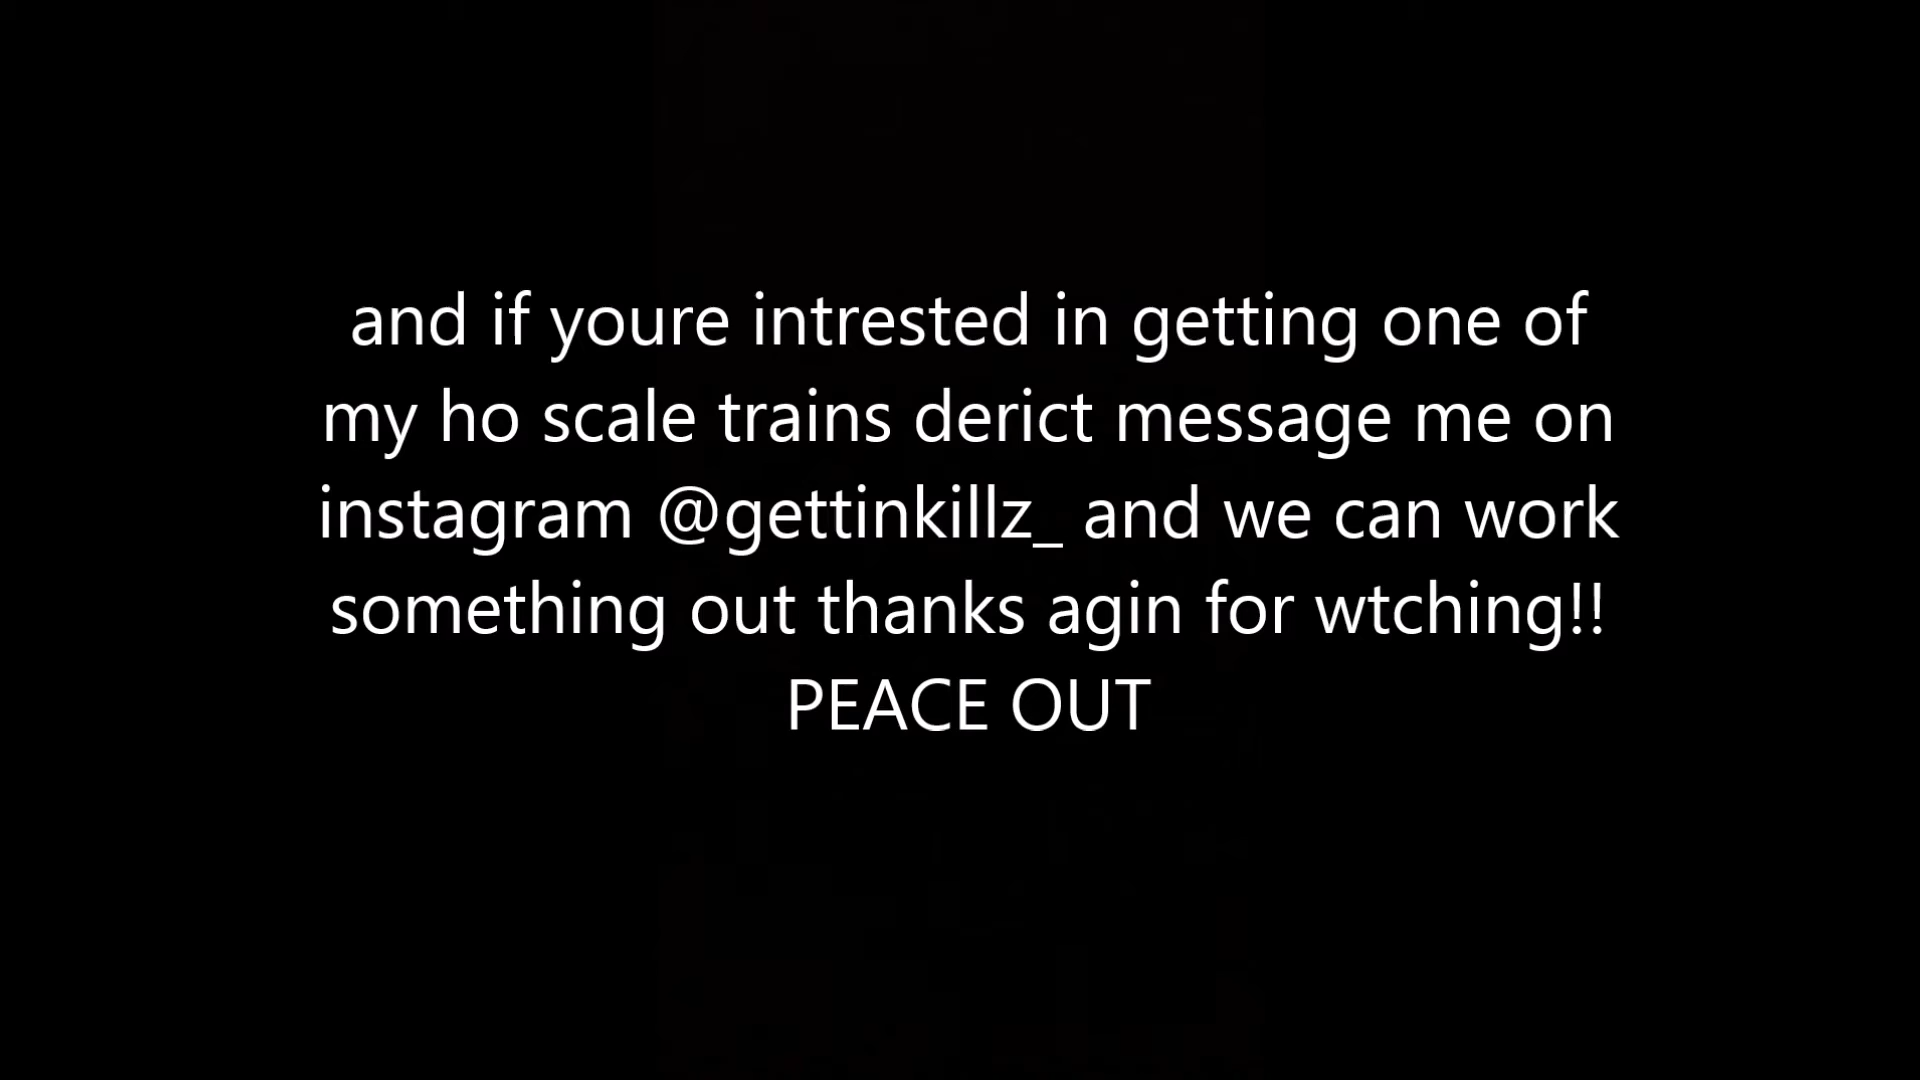 and if youre intrested in getting one of
my ho scale trains derict message me on
instagram @gettinkillz_ and we can work
something out thanks agin for wtching!!
PEACE OUT